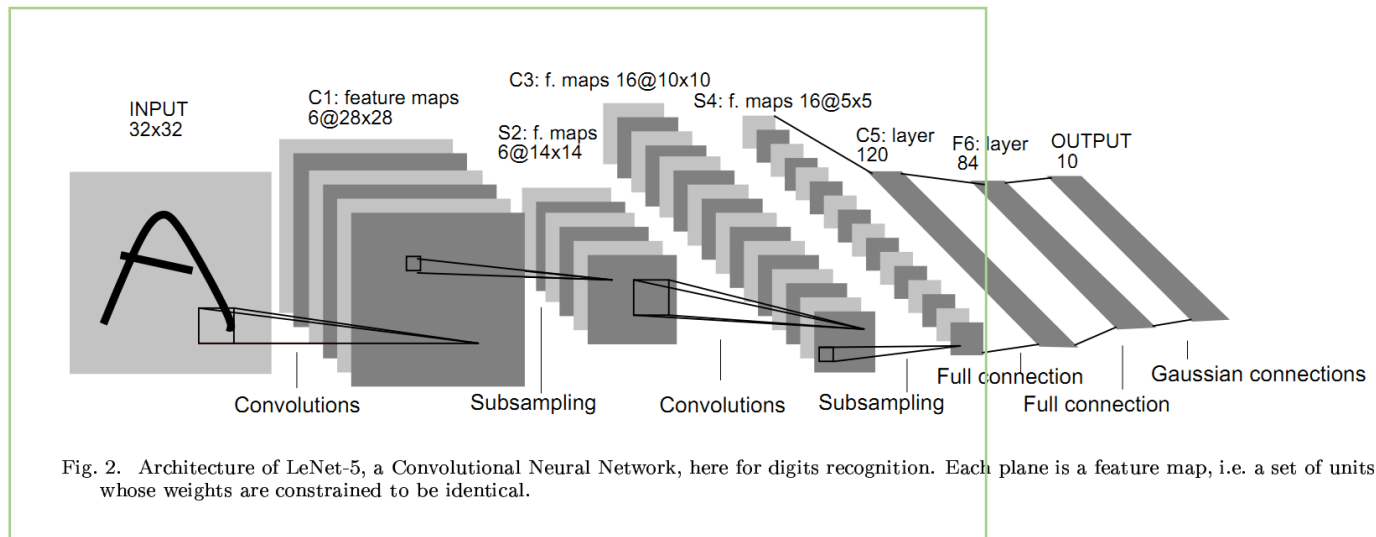 INPUT
32x32
C1: feature maps
6@28x28
S2: f. maps
6@14x14
C3: f. maps 16@10x10
S4: f. maps 16@5x5
C5: layer
120
F6: layer
84
OUTPUT
10
Convolutions
Subsampling
Convolutions
Subsampling
Full connection
Full connection
Gaussian connections
Fig. 2. Architecture of LeNet-5, a Convolutional Neural Network, here for digits recognition. Each plane is a feature map, i.e. a set of units
whose weights are constrained to be identical.